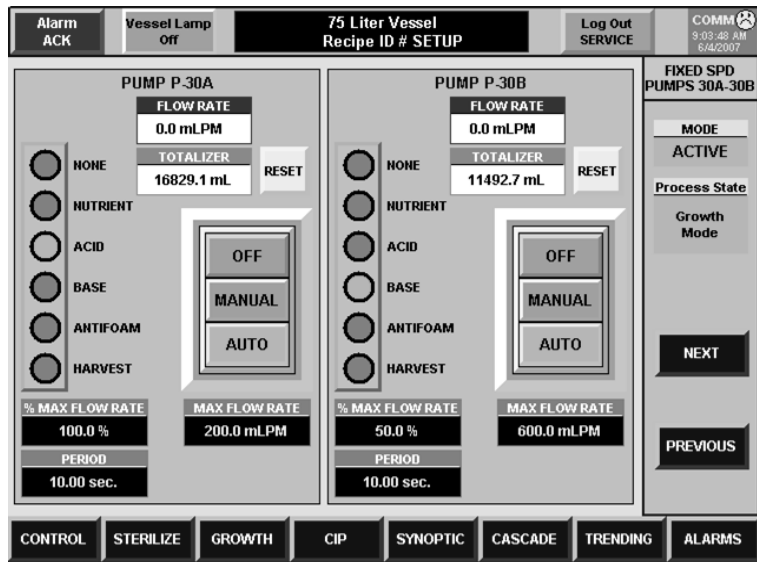 Alarm
ACK
Vessel Lamp
Off
75 Liter Vessel
Recipe ID # SETUP
Log Out
SERVICE
COMM
9:03:48 AM
6/4/2007
PUMP P-30A
FLOW RATE
0.0 mLPM
TOTALIZER
16829.1 mL
RESET
NONE
NUTRIENT
ACID
BASE
ANTIFOAM
HARVEST
OFF
MANUAL
AUTO
% MAX FLOW RATE
100.0 %
MAX FLOW RATE
200.0 mLPM
PERIOD
10.00 sec.
PUMP P-30B
FLOW RATE
0.0 mLPM
TOTALIZER
11492.7 mL
RESET
NONE
NUTRIENT
ACID
BASE
ANTIFOAM
HARVEST
OFF
MANUAL
AUTO
% MAX FLOW RATE
50.0 %
MAX FLOW RATE
600.0 mLPM
PERIOD
10.00 sec.
FIXED SPD
PUMPS 30A-30B
MODE
ACTIVE
Process State
Growth
Mode
NEXT
PREVIOUS
CONTROL
STERILIZE
GROWTH
CIP
SYNOPTIC
CASCADE
TRENDING
ALARMS